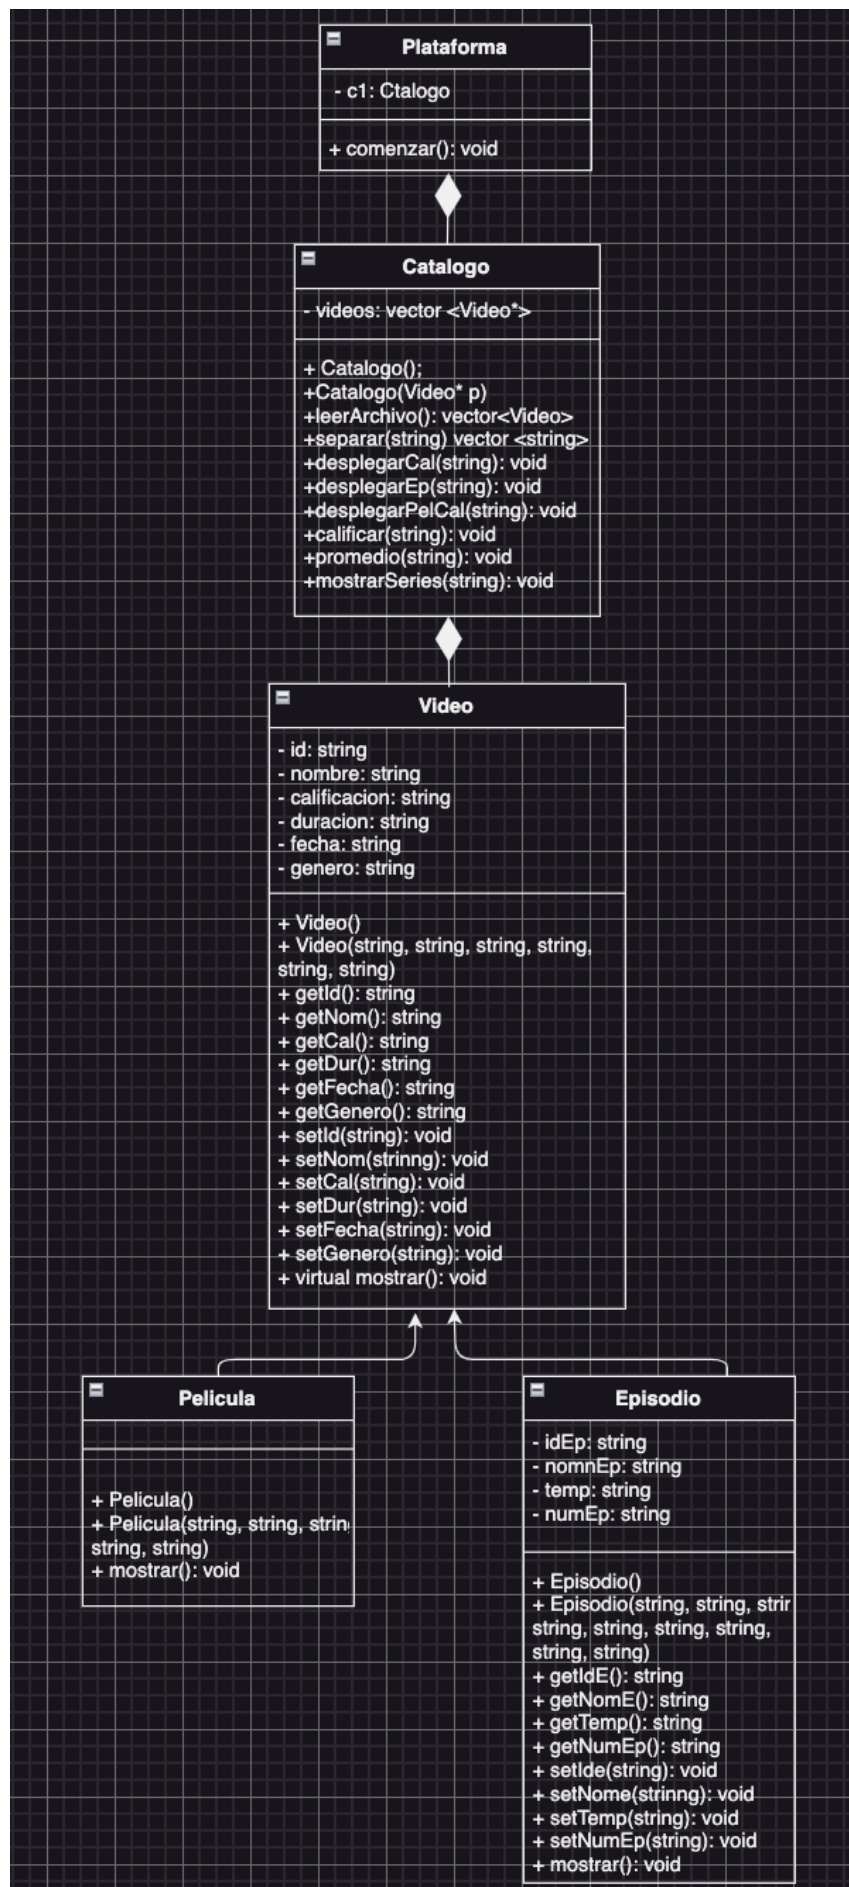 Plataforma
- c1: Ctalogo
+ comenzar(): void
Catalogo
- videos: vector <Video*>
+ Catalogo();
+Catalogo(Video* p)
+leerArchivo(): vector<Video>
+separar(string) vector <string>
+desplegarCal(string): void
+desplegarEp(string): void
+desplegarPelCal(string): void
+calificar(string): void
+promedio(string): void
+mostrarSeries(string): void
Video
- id: string
- nombre: string
- calificacion: string
- duracion: string
- fecha: string
- genero: string
+ Video()
+ Video(string, string, string, string,
string, string)
+ getId(): string
+ getNom(): string
+ getCal(): string
+ getDur(): string
+ getFecha(): string
+ getGenero(): string
+ setId(string): void
+ setNom(strinng): void
+ setCal(string): void
+ setDur(string): void
+ setFecha(string): void
+ setGenero(string): void
+ virtual mostrar(): void
Pelicula
+ Pelicula()
+ Pelicula(string, string, string
string, string)
+ mostrar(): void
Episodio
- idEp: string
- nomnEp: string
- temp: string
- numEp: string
+ Episodio()
+ Episodio(string, string, strir
string, string, string, string,
string, string)
+ getIdE(): string
+ getNomE(): string
+ getTemp(): string
+ getNumEp(): string
+ setIde(string): void
+ setNome(strinng): void
+ setTemp(string): void
+ setNumEp(string): void
+ mostrar(): void